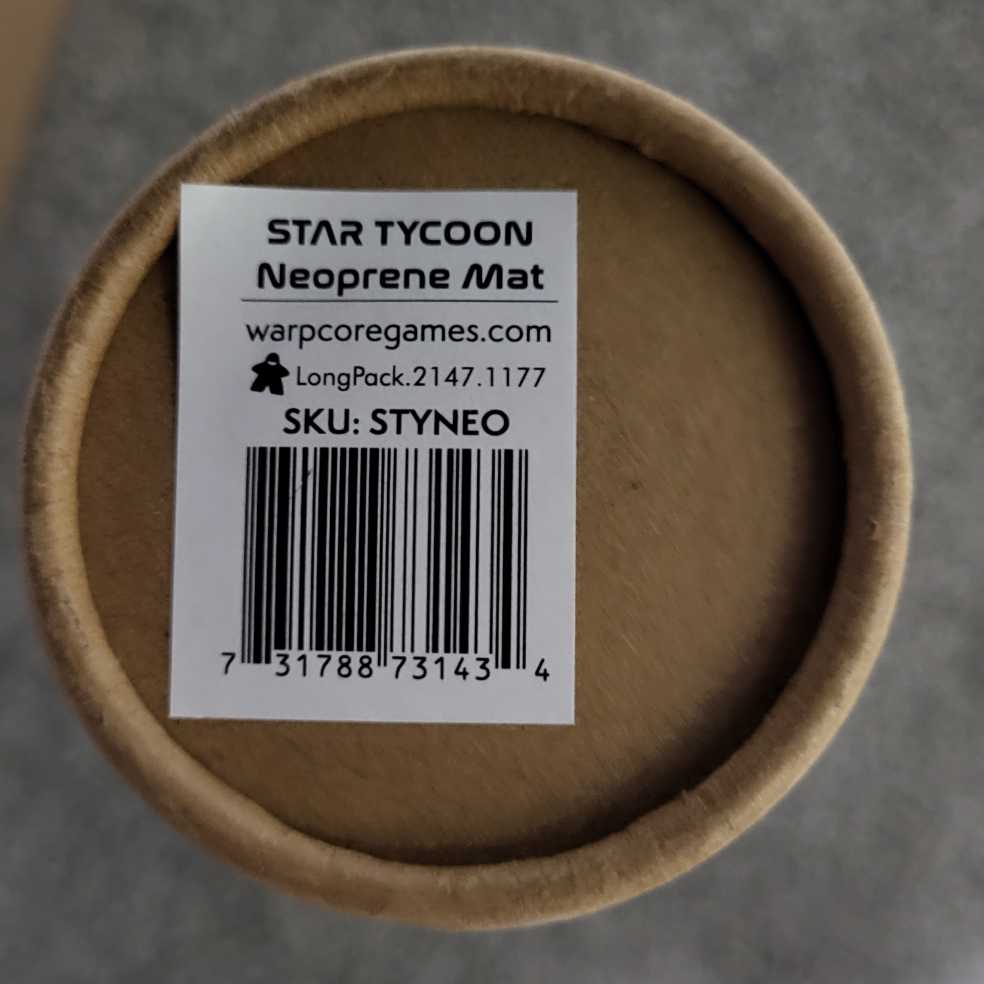 STAR TYCOON
Neoprene Mat
warpcoregames.com
LongPack.2147.1177
SKU: STYNEO
7 31788 73143 4